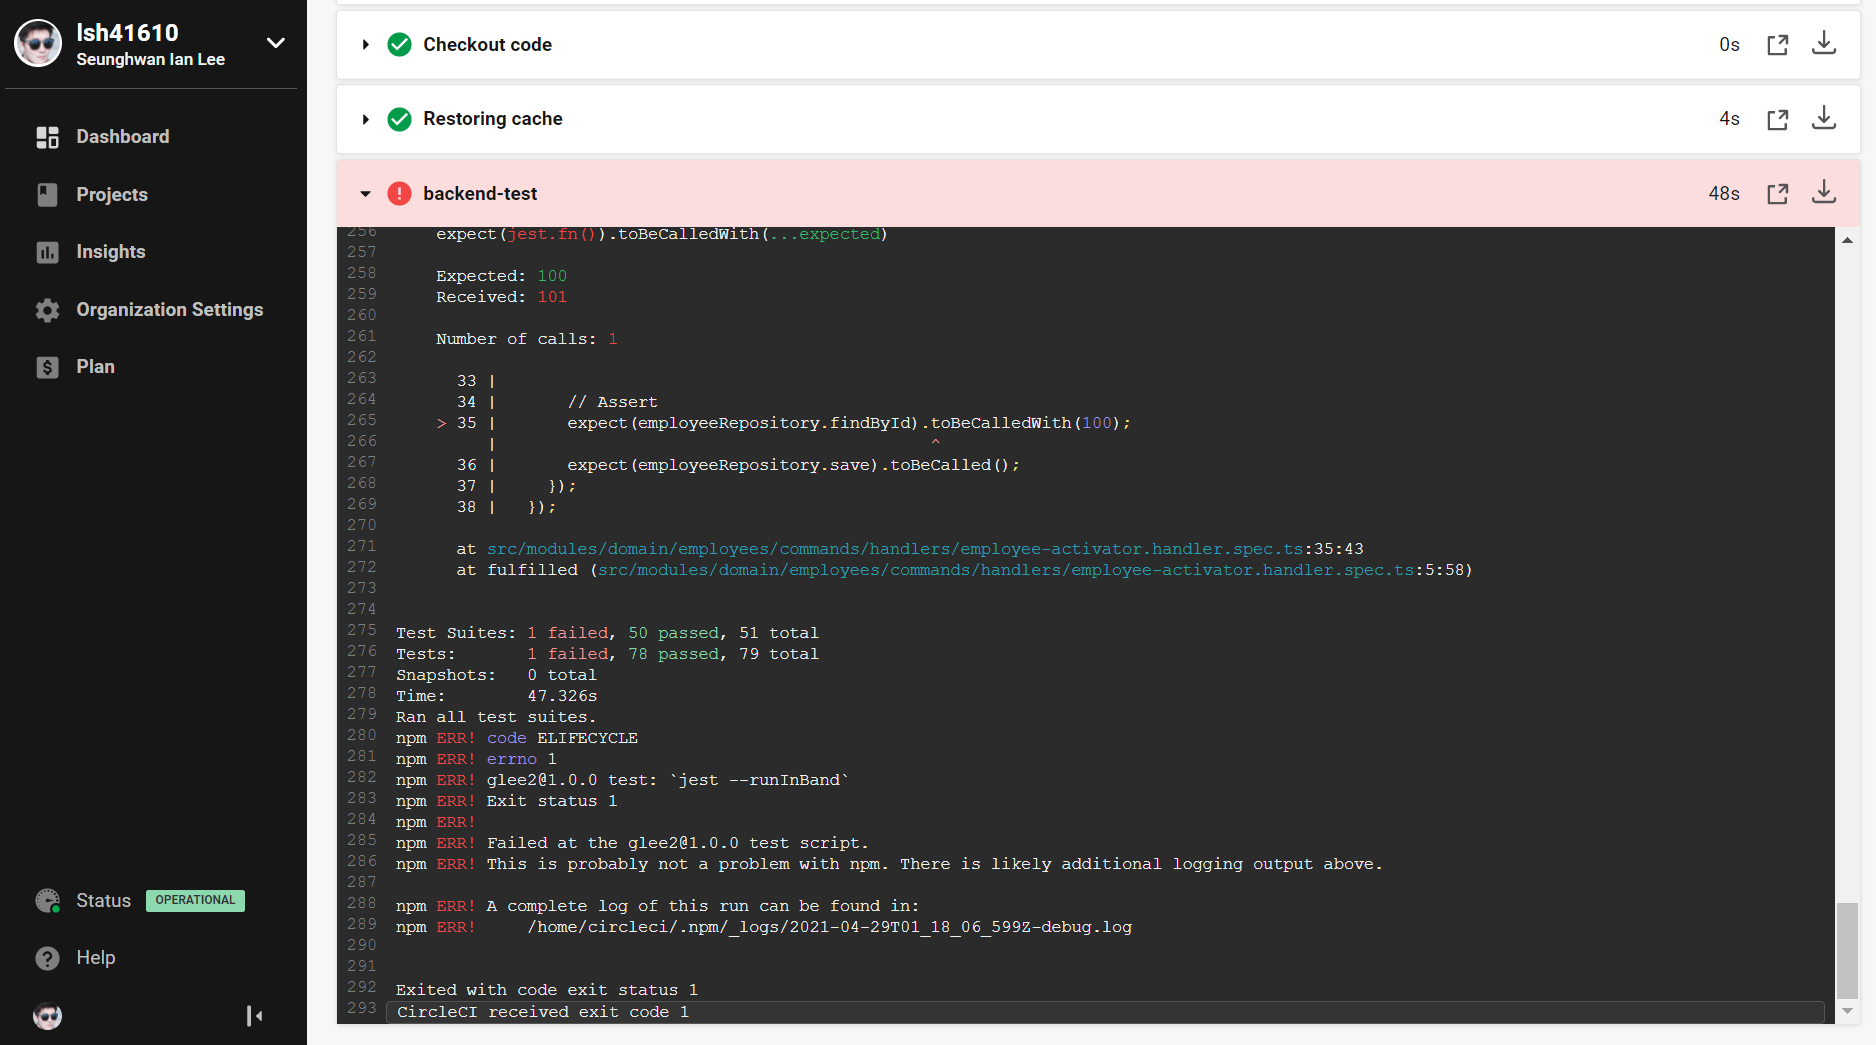 lsh41610
Seunghwan Ian Lee
Dashboard
Projects
Insights
Organization Settings
Plan
Status OPERATIONAL
Help
Checkout code 0s
Restoring cache 4s
backend-test 48s
256 expect(jest.fn()).toBeCalledWith(...expected)
257
258 Expected: 100
259 Received: 101
260
261 Number of calls: 1
262
263 33 |
264 34 | // Assert
265 > 35 | expect(employeeRepository.findById).toBeCalledWith(100);
266 | ^
267 36 | expect(employeeRepository.save).toBeCalled();
268 37 | });
269 38 | });
270
271 at src/modules/domain/employees/commands/handlers/employee-activator.handler.spec.ts:35:43
272 at fulfilled (src/modules/domain/employees/commands/handlers/employee-activator.handler.spec.ts:5:58)
273
274
275 Test Suites: 1 failed, 50 passed, 51 total
276 Tests: 1 failed, 78 passed, 79 total
277 Snapshots: 0 total
278 Time: 47.326s
279 Ran all test suites.
280 npm ERR! code ELIFECYCLE
281 npm ERR! errno 1
282 npm ERR! glee2@1.0.0 test: `jest --runInBand`
283 npm ERR! Exit status 1
284 npm ERR!
285 npm ERR! Failed at the glee2@1.0.0 test script.
286 npm ERR! This is probably not a problem with npm. There is likely additional logging output above.
287
288 npm ERR! A complete log of this run can be found in:
289 npm ERR! /home/circleci/.npm/_logs/2021-04-29T01_18_06_599Z-debug.log
290
291
292 Exited with code exit status 1
293 CircleCI received exit code 1